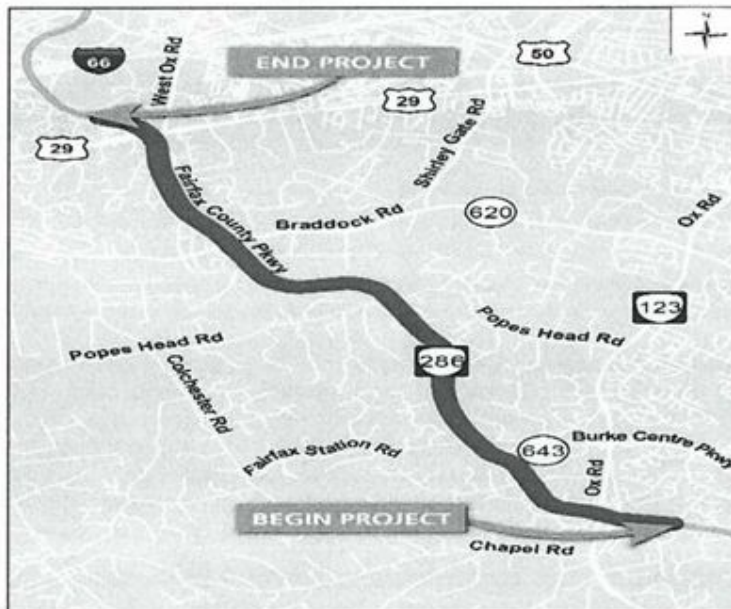 z
66
West Ox Rd
END PROJECT
50
29
29
Shirley Gate Rd
Fairfax County Pkwy
Braddock Rd
620
Ox Rd
123
Popes Head Rd
Popes Head Rd
286
Colchester Rd
Fairfax Station Rd
643
Burke Centre Pkwy
Ox Rd
BEGIN PROJECT
Chapel Rd